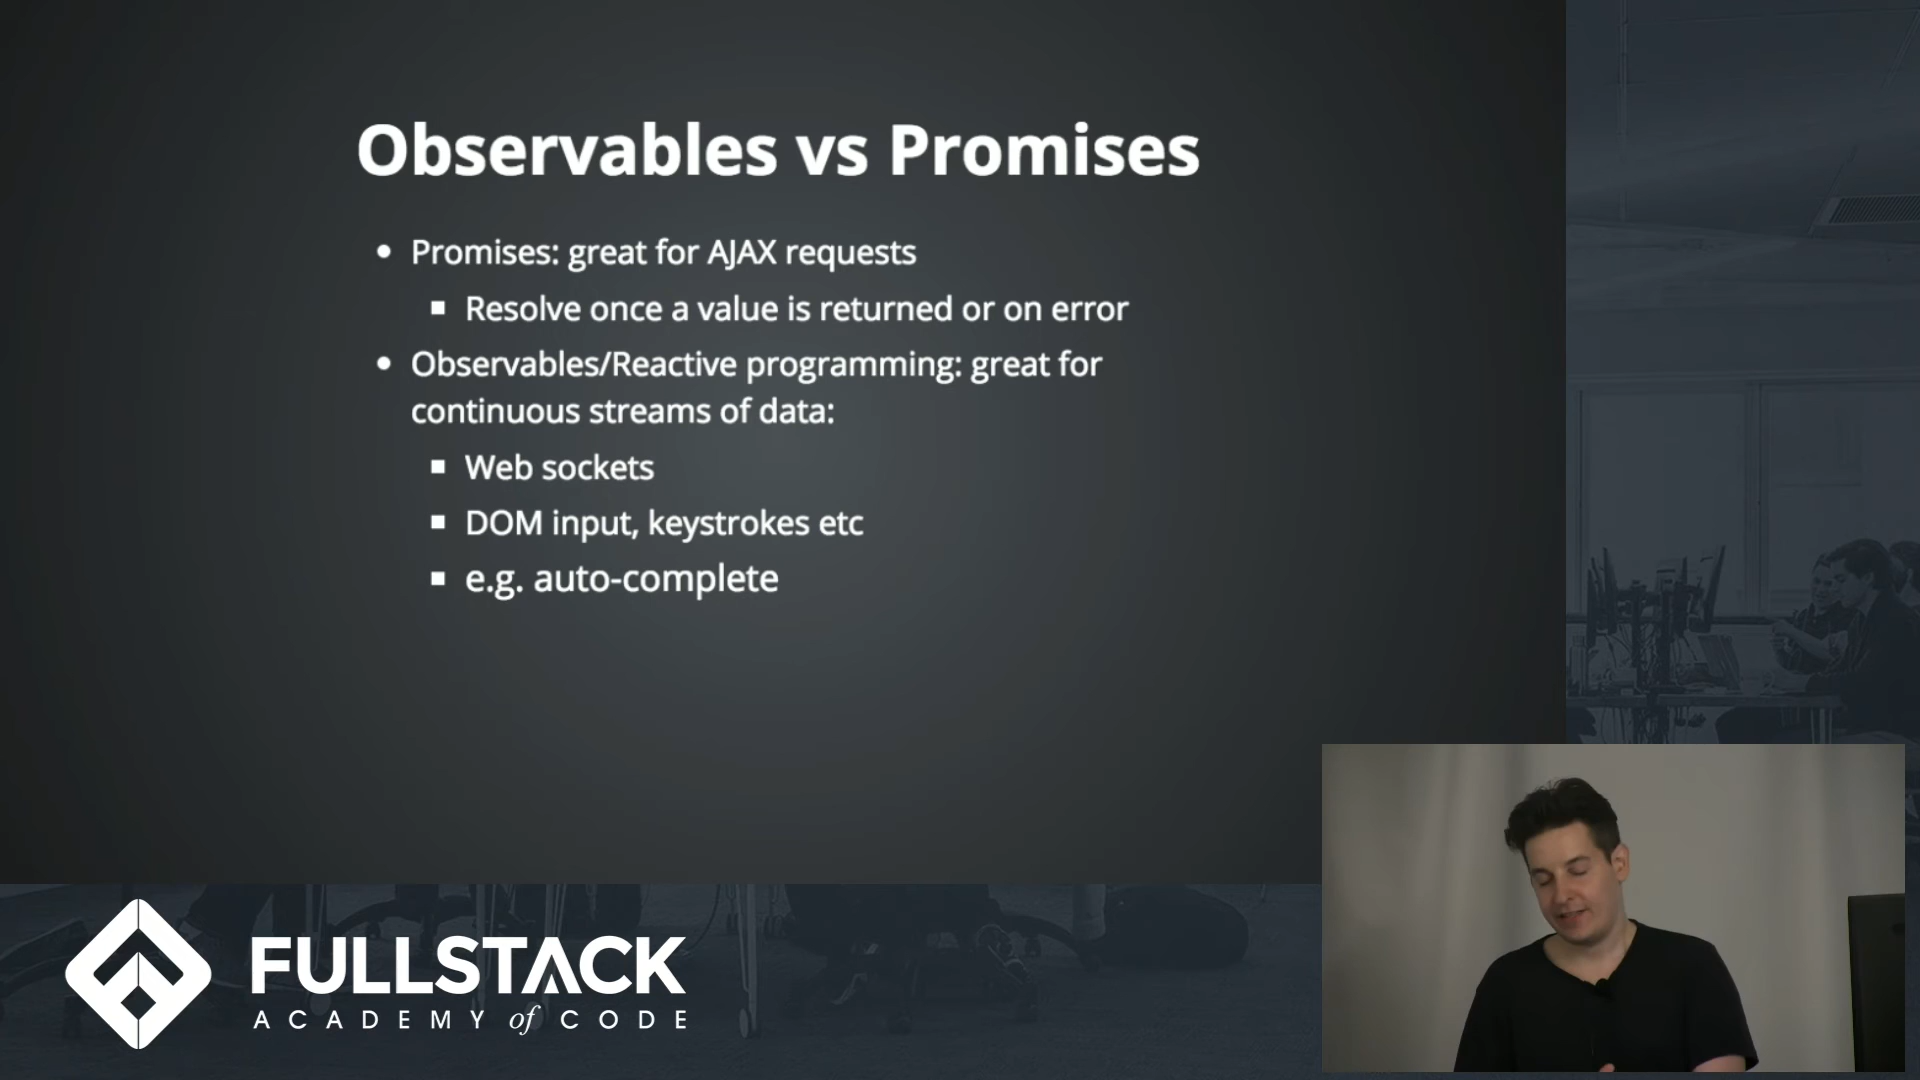 Observables vs Promises
Promises: great for AJAX requests
Resolve once a value is returned or on error
Observables/Reactive programming: great for
continuous streams of data:
Web sockets
DOM input, keystrokes etc
e.g. auto-complete
FULLSTACK
ACADEMY of CODE